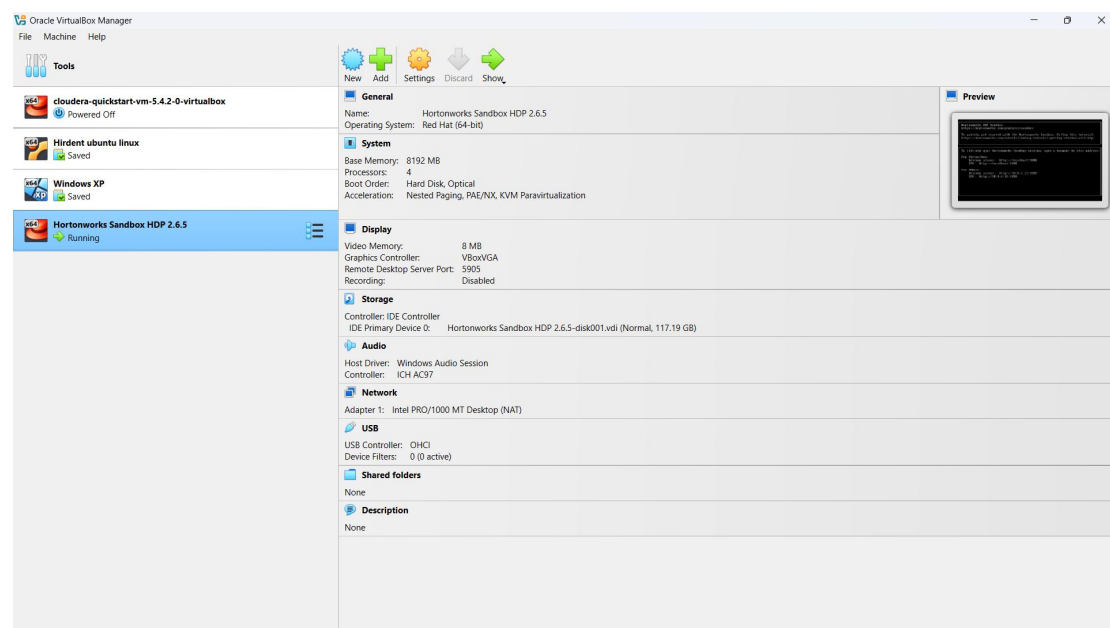 Oracle VirtualBox Manager
File Machine Help
Tools
New Add Settings Discard Show
x64
cloudera-quickstart-vm-5.4.2-0-virtualbox
Powered Off
x64
Hirdent ubuntu linux
Saved
x64
XP
Windows XP
Saved
x64
Hortonworks Sandbox HDP 2.6.5
Running
General
Name: Hortonworks Sandbox HDP 2.6.5
Operating System: Red Hat (64-bit)
Preview
System
Base Memory: 8192 MB
Processors: 4
Boot Order: Hard Disk, Optical
Acceleration: Nested Paging, PAE/NX, KVM Paravirtualization
Display
Video Memory: 8 MB
Graphics Controller: VBoxVGA
Remote Desktop Server Port: 5905
Recording: Disabled
Storage
Controller: IDE Controller
IDE Primary Device 0: Hortonworks Sandbox HDP 2.6.5-disk001.vdi (Normal, 117.19 GB)
Audio
Host Driver: Windows Audio Session
Controller: ICH AC97
Network
Adapter 1: Intel PRO/1000 MT Desktop (NAT)
USB
USB Controller: OHCI
Device Filters: 0 (0 active)
Shared folders
None
Description
None